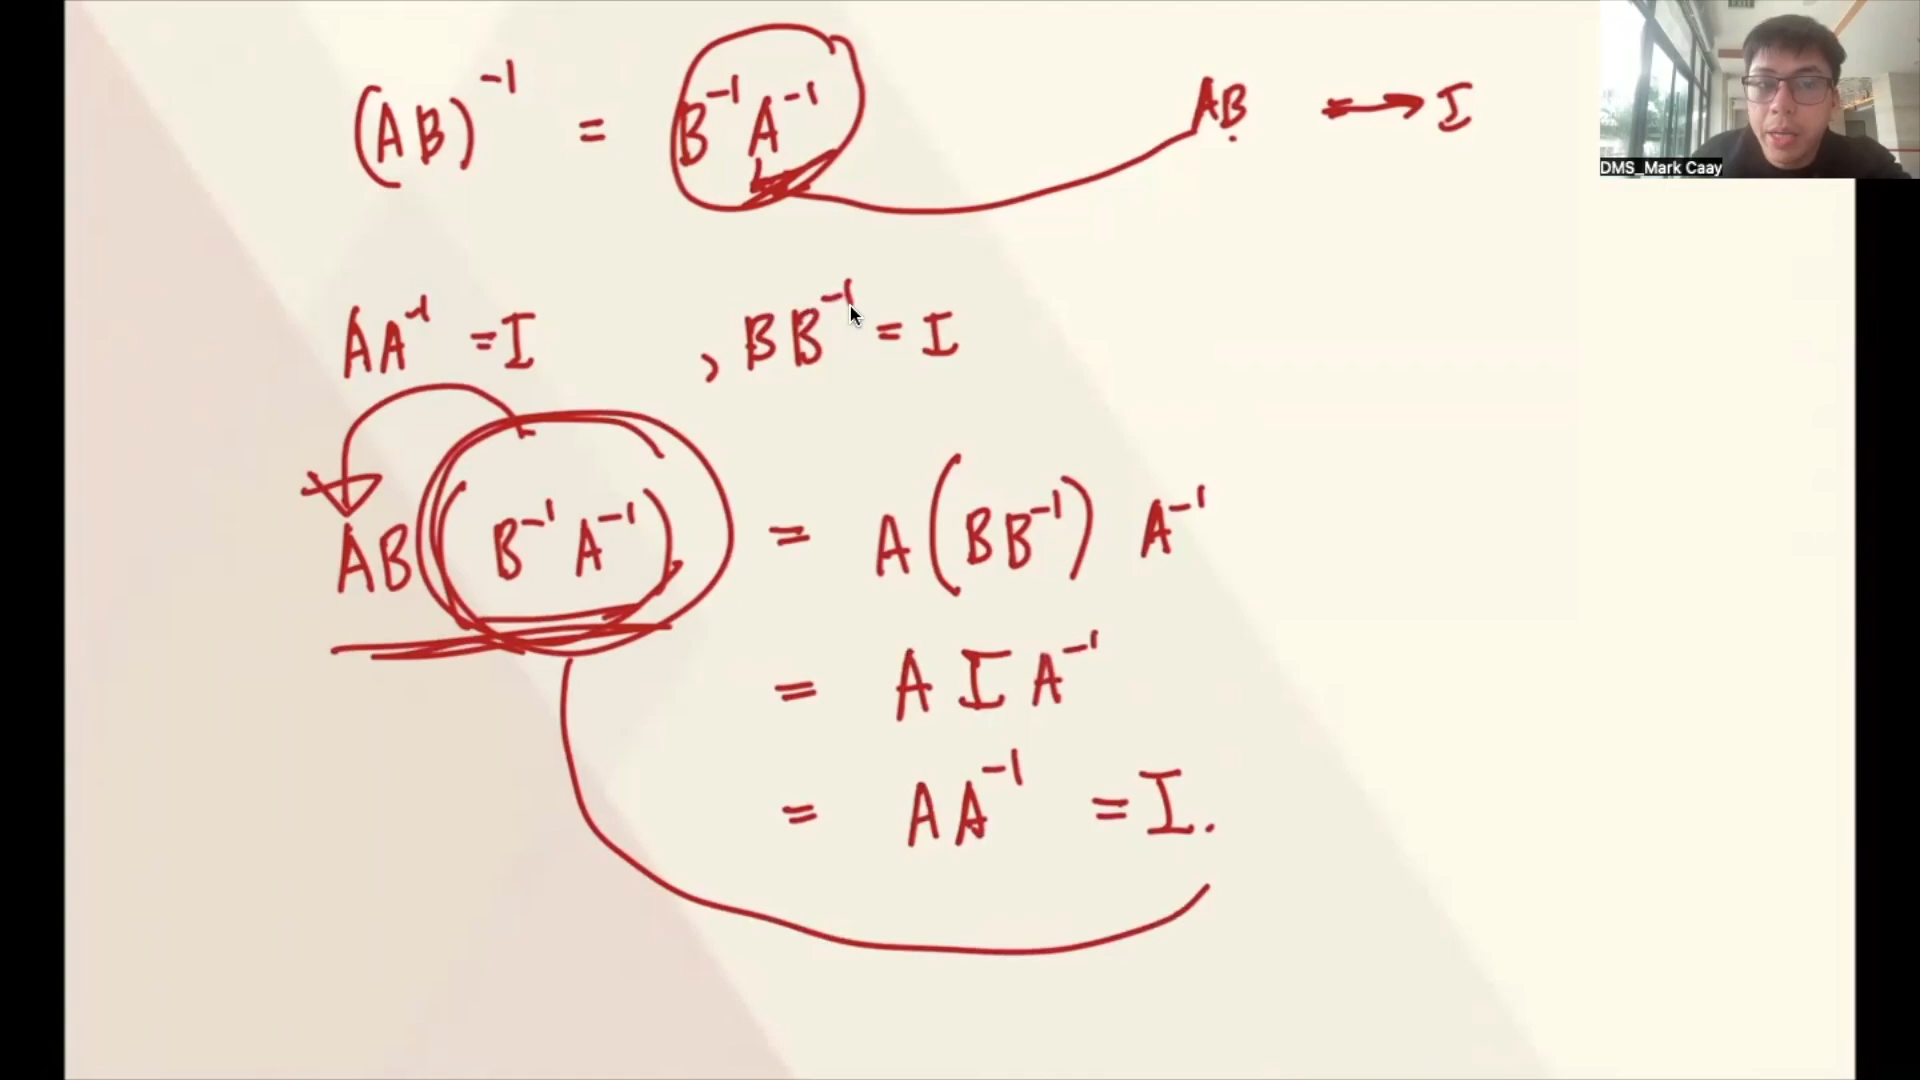 (AB)⁻¹ = B⁻¹A⁻¹
AB → I
DMS_Mark Caay
AA⁻¹ = I , BB⁻¹ = I
AB(B⁻¹A⁻¹) = A(BB⁻¹)A⁻¹
= AIA⁻¹
= AA⁻¹ = I.